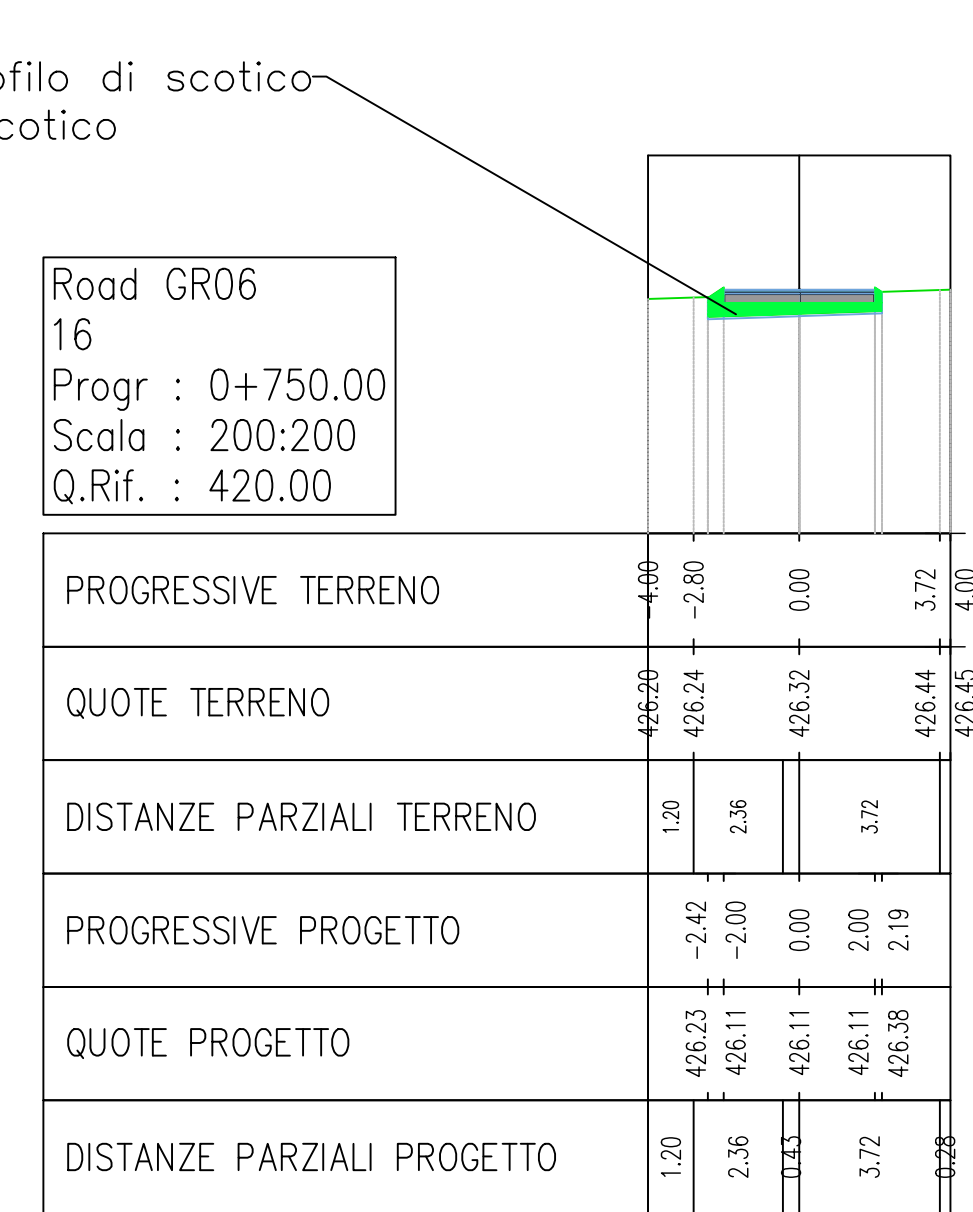 ofilo di scotico
cotico
Road GR06
16
Progr : 0+750.00
Scala : 200:200
Q.Rif. : 420.00
PROGRESSIVE TERRENO -4.00 -2.80 0.00 3.72 4.00
QUOTE TERRENO 426.20 426.24 426.32 426.44 426.45
DISTANZE PARZIALI TERRENO 1.20 2.36 3.72
PROGRESSIVE PROGETTO -2.42 -2.00 0.00 2.00 2.19
QUOTE PROGETTO 426.23 426.11 426.11 426.11 426.38
DISTANZE PARZIALI PROGETTO 1.20 2.36 0.43 3.72 0.28